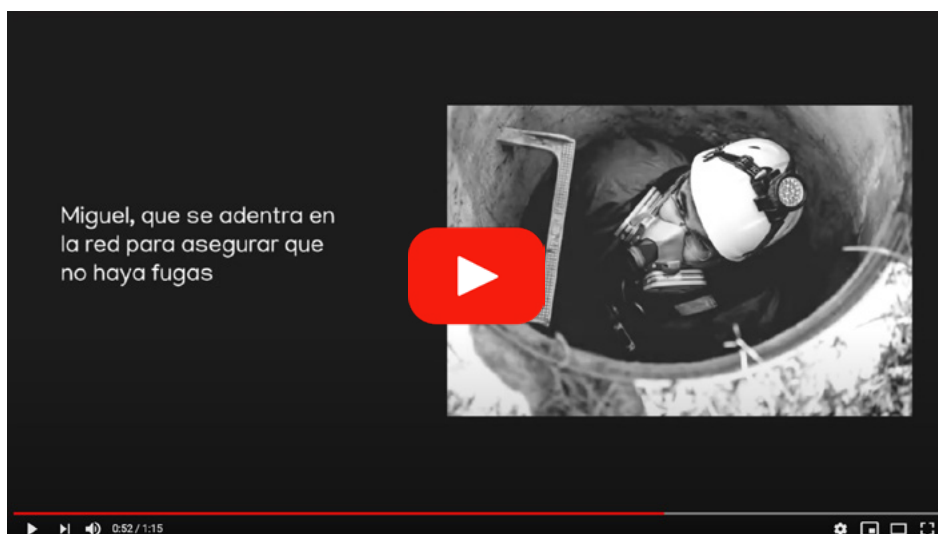 Miguel, que se adentra en
la red para asegurar que
no haya fugas
0:52 / 1:15